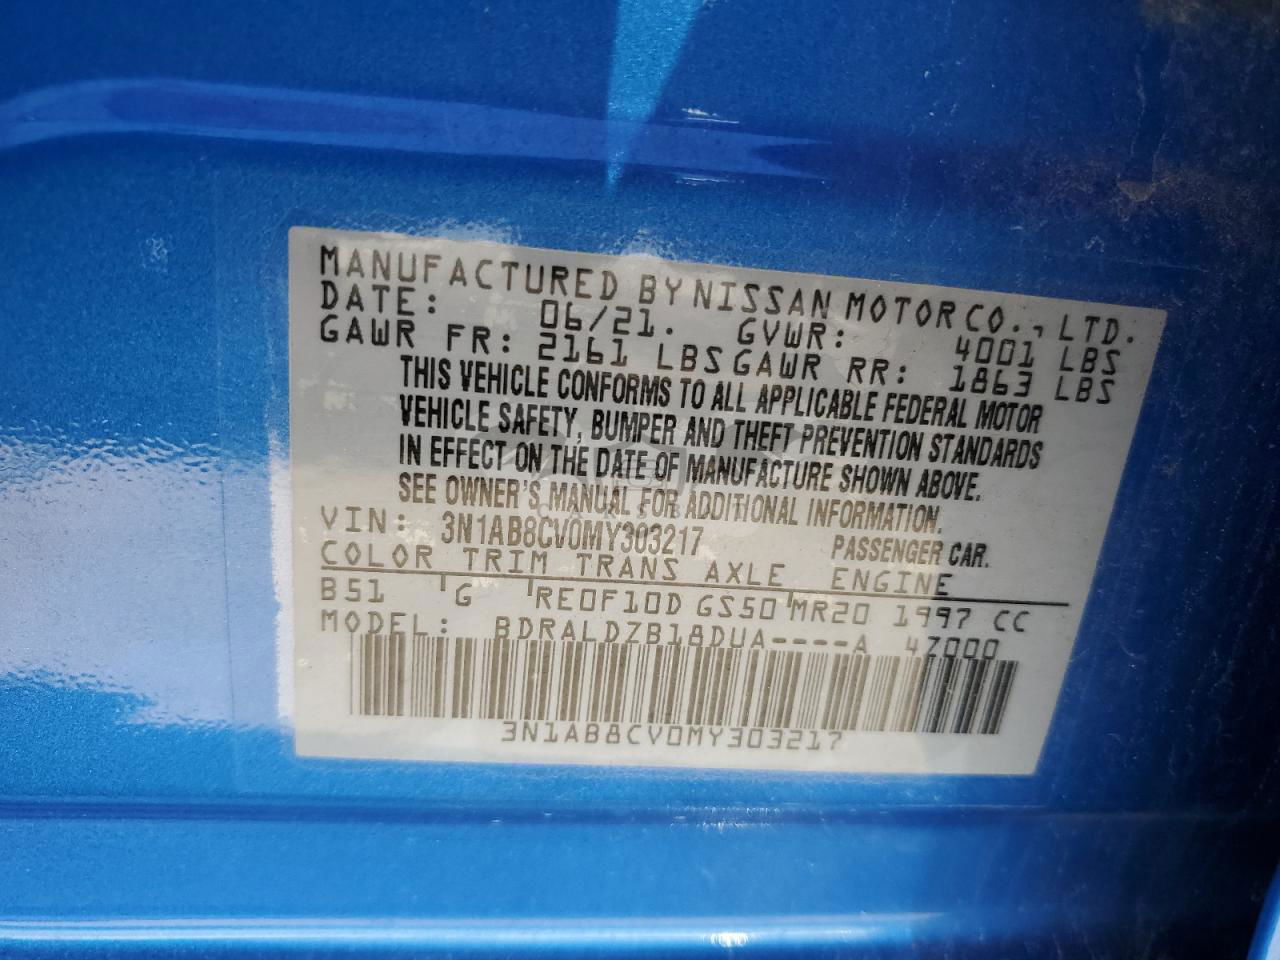 MANUFACTURED BY NISSAN MOTOR CO., LTD.
DATE: 06/21. GVWR: 4001 LBS
GAWR FR: 2161 LBS GAWR RR: 1863 LBS
THIS VEHICLE CONFORMS TO ALL APPLICABLE FEDERAL MOTOR
VEHICLE SAFETY, BUMPER AND THEFT PREVENTION STANDARDS
IN EFFECT ON THE DATE OF MANUFACTURE SHOWN ABOVE.
SEE OWNER'S MANUAL FOR ADDITIONAL INFORMATION.
VIN: 3N1AB8CV0MY303217 PASSENGER CAR.
COLOR TRIM TRANS AXLE ENGINE
B51 G RE0F10D GS50 MR20 1997 CC
MODEL: BDRALDZB18DUA----A 47000
3N1AB8CV0MY303217